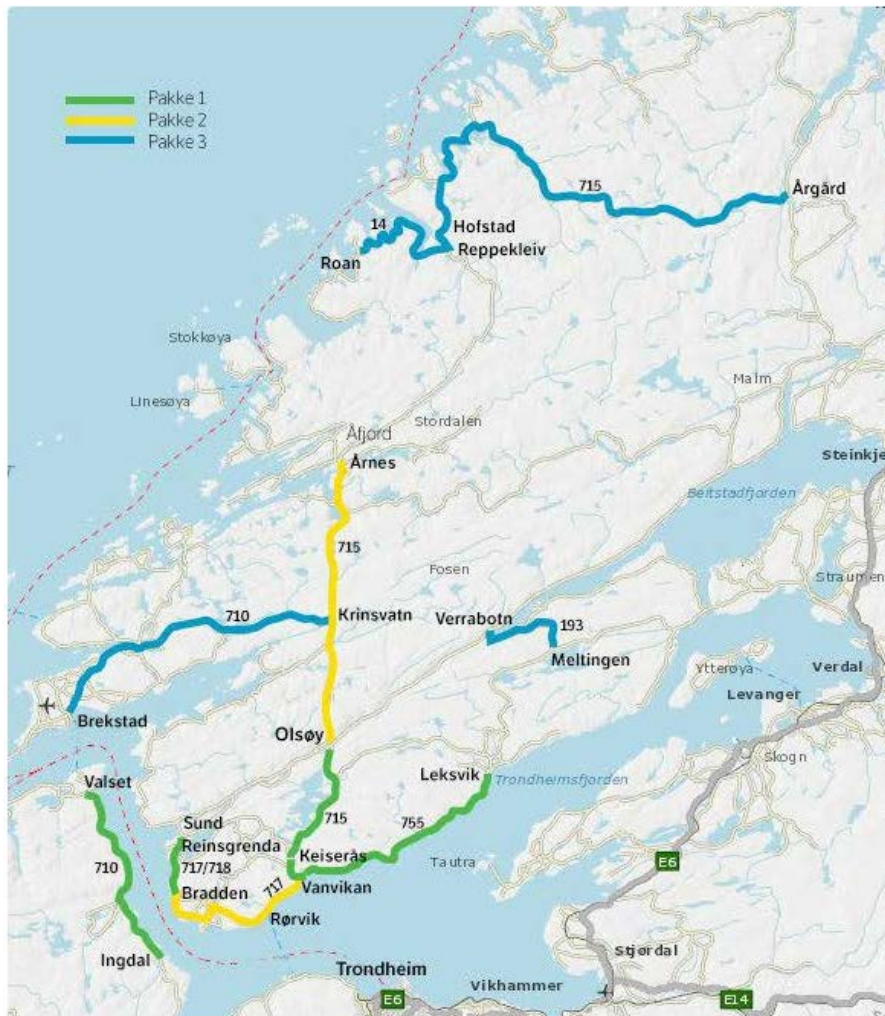 Pakke 1
Pakke 2
Pakke 3
715
Årgård
14
Hofstad
Reppekleiv
Roan
Stokkøya
Linesøya
Malm
Stordalen
Åfjord
Årnes
Steinkje
Beitstadfjorden
715
Fosen
Straumen
710
Krinsvatn
Verrabotn
193
Meltingen
Ytterøya
Verdal
Levanger
Brekstad
Olsøy
Skogn
Valset
Leksvik
Trondheimsfjorden
Sund
Reinsgrenda
715
755
710
717/718
Keiserås
Tautra
E6
Bradden
717
Vanvikan
Rørvik
Ingdal
Trondheim
Stjørdal
Vikhammer
E6
E14